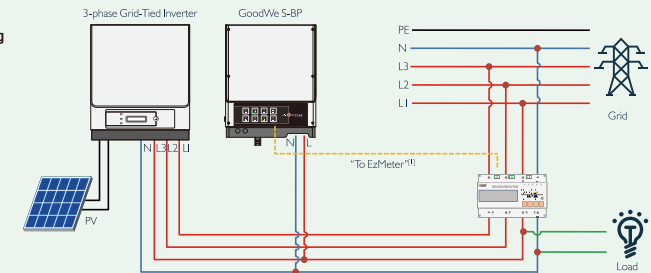 3-phase Grid-Tied Inverter
GoodWe S-BP
g
PE
N
L3
L2
L1
Grid
N L3 L2 L1
N L
"To EzMeter"[1]
PV
Load